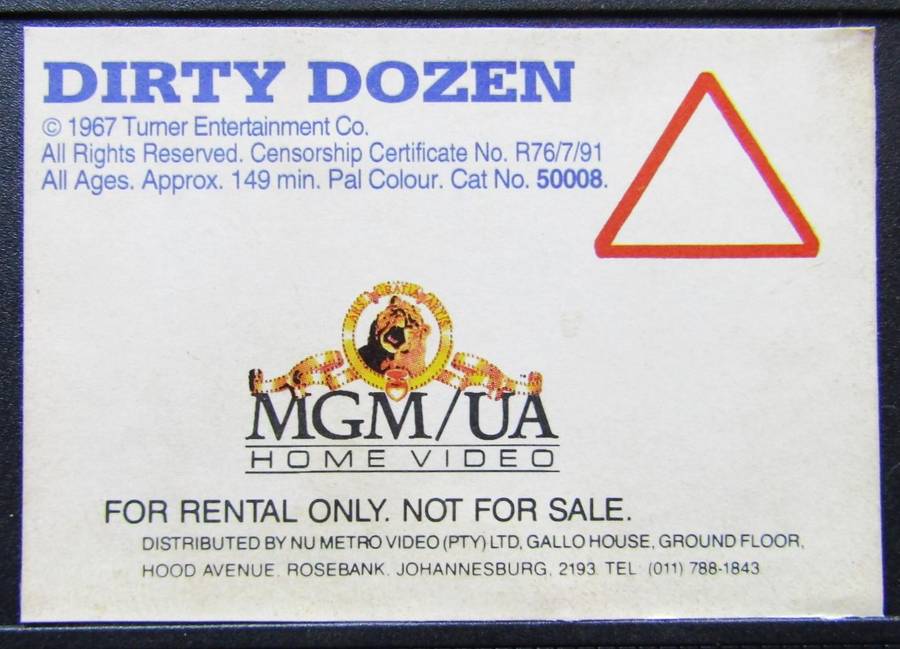 DIRTY DOZEN
© 1967 Turner Entertainment Co.
All Rights Reserved. Censorship Certificate No. R76/7/91
All Ages. Approx. 149 min. Pal Colour. Cat No. 50008.
MGM/UA
HOME VIDEO
FOR RENTAL ONLY. NOT FOR SALE.
DISTRIBUTED BY NU METRO VIDEO (PTY) LTD, GALLO HOUSE, GROUND FLOOR,
HOOD AVENUE. ROSEBANK. JOHANNESBURG, 2193. TEL (011) 788-1843